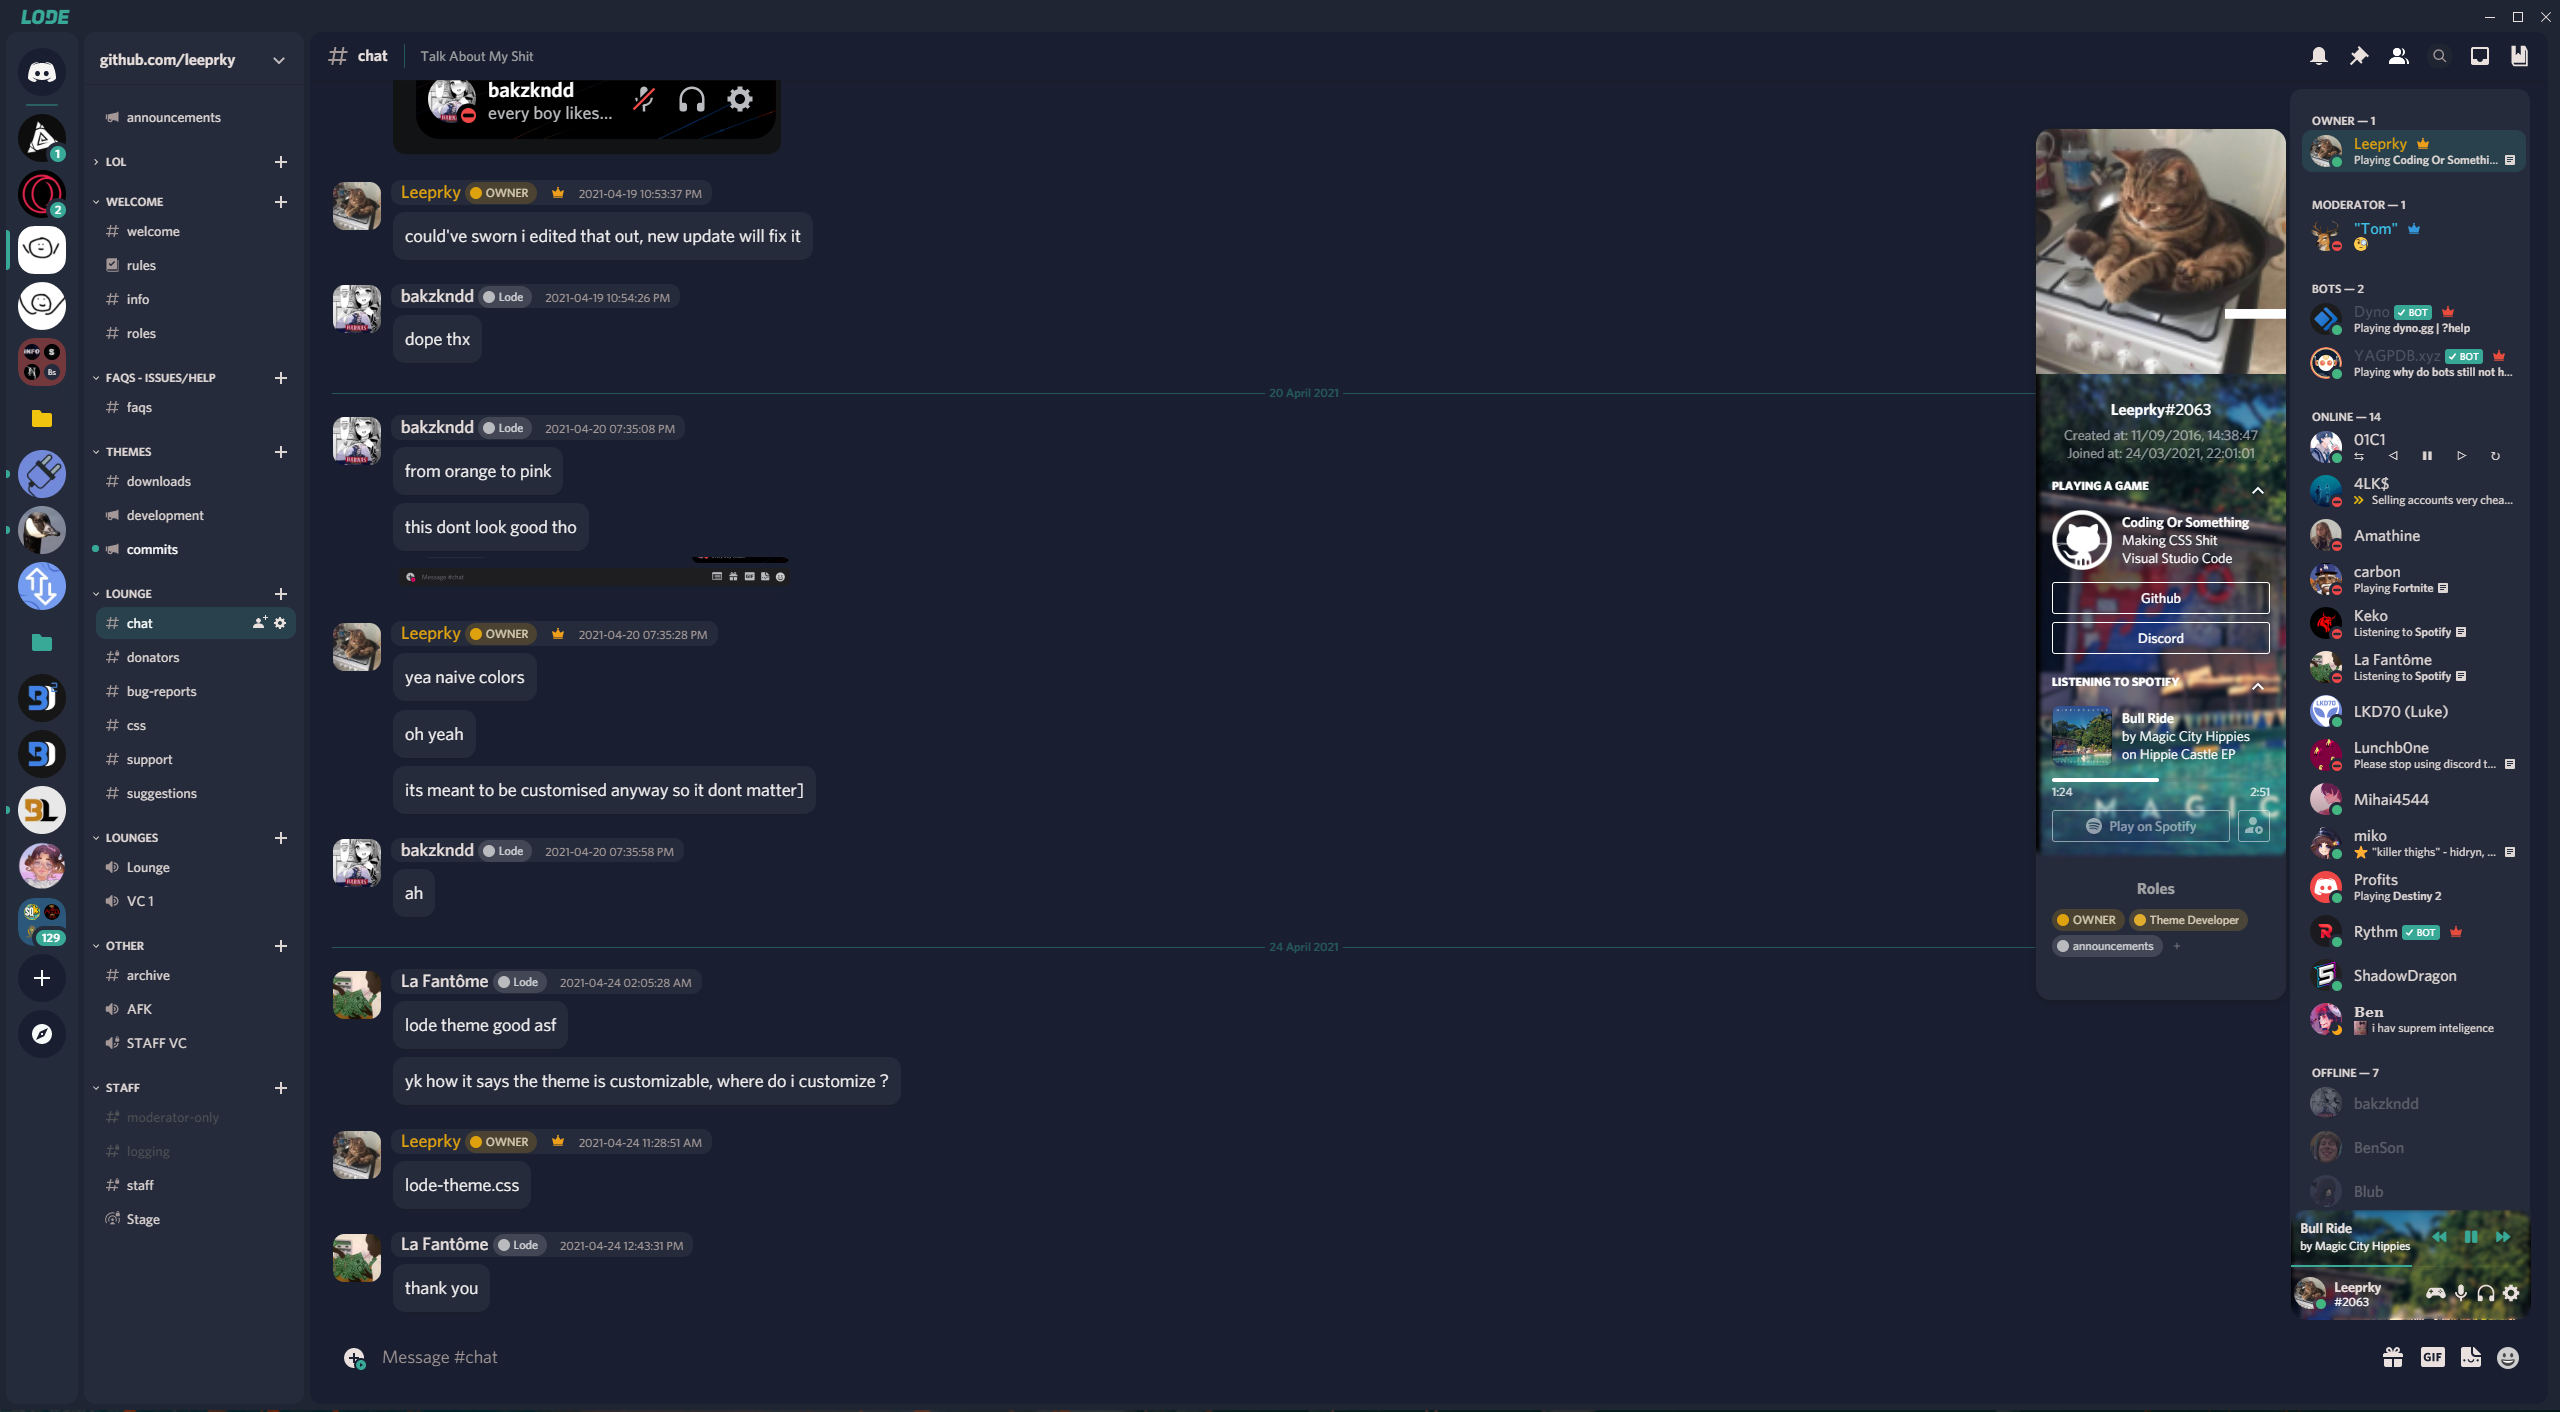 LODE
github.com/leeprky
announcements
LOL
WELCOME
welcome
rules
info
roles
FAQS - ISSUES/HELP
faqs
THEMES
downloads
development
commits
LOUNGE
chat
donators
bug-reports
css
support
suggestions
LOUNGES
Lounge
VC 1
OTHER
archive
AFK
STAFF VC
STAFF
moderator-only
logging
staff
Stage
1
2
INFO S
N Bs
129
chat Talk About My Shit
bakzkndd
every boy likes...
Leeprky OWNER 2021-04-19 10:53:37 PM
could've sworn i edited that out, new update will fix it
bakzkndd Lode 2021-04-19 10:54:26 PM
dope thx
20 April 2021
bakzkndd Lode 2021-04-20 07:35:08 PM
from orange to pink
this dont look good tho
Message #chat
Leeprky OWNER 2021-04-20 07:35:28 PM
yea naive colors
oh yeah
its meant to be customised anyway so it dont matter]
bakzkndd Lode 2021-04-20 07:35:58 PM
ah
24 April 2021
La Fantôme Lode 2021-04-24 02:05:28 AM
lode theme good asf
yk how it says the theme is customizable, where do i customize ?
Leeprky OWNER 2021-04-24 11:28:51 AM
lode-theme.css
La Fantôme Lode 2021-04-24 12:43:31 PM
thank you
Message #chat
GIF
Leeprky#2063
Created at: 11/09/2016, 14:38:47
Joined at: 24/03/2021, 22:01:01
PLAYING A GAME
Coding Or Something
Making CSS Shit
Visual Studio Code
Github
Discord
LISTENING TO SPOTIFY
Bull Ride
by Magic City Hippies
on Hippie Castle EP
1:24 2:51
MAGIC
Play on Spotify
Roles
OWNER Theme Developer
announcements +
OWNER — 1
Leeprky
Playing Coding Or Somethi...
MODERATOR — 1
"Tom"
BOTS — 2
Dyno BOT
Playing dyno.gg | ?help
YAGPDB.xyz BOT
Playing why do bots still not h...
ONLINE — 14
01C1
4LK$
Selling accounts very chea...
Amathine
carbon
Playing Fortnite
Keko
Listening to Spotify
La Fantôme
Listening to Spotify
LKD70 (Luke)
Lunchb0ne
Please stop using discord t...
Mihai4544
miko
"killer thighs" - hidryn, ...
Profits
Playing Destiny 2
Rythm BOT
ShadowDragon
Ben
i hav suprem inteligence
OFFLINE — 7
bakzkndd
BenSon
Blub
Bull Ride
by Magic City Hippies
Leeprky
#2063